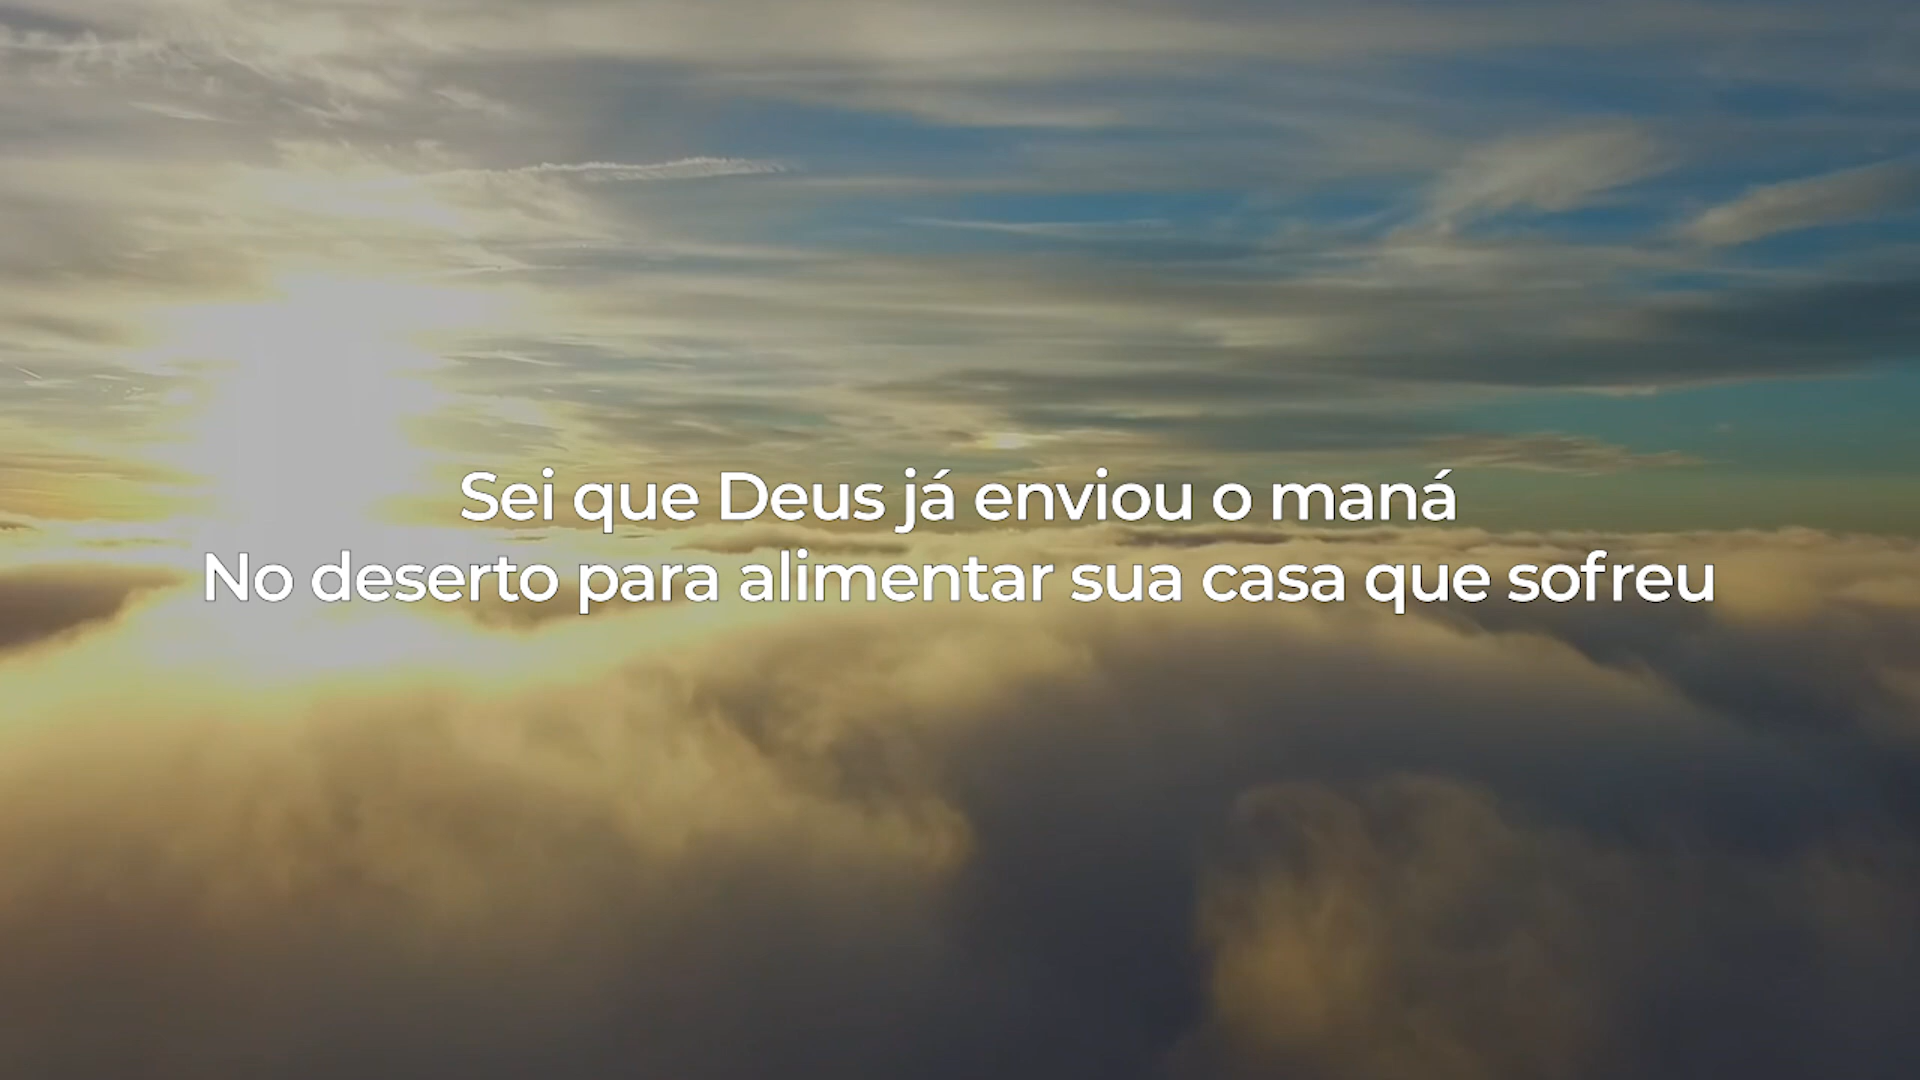 Sei que Deus já enviou o maná
No deserto para alimentar sua casa que sofreu